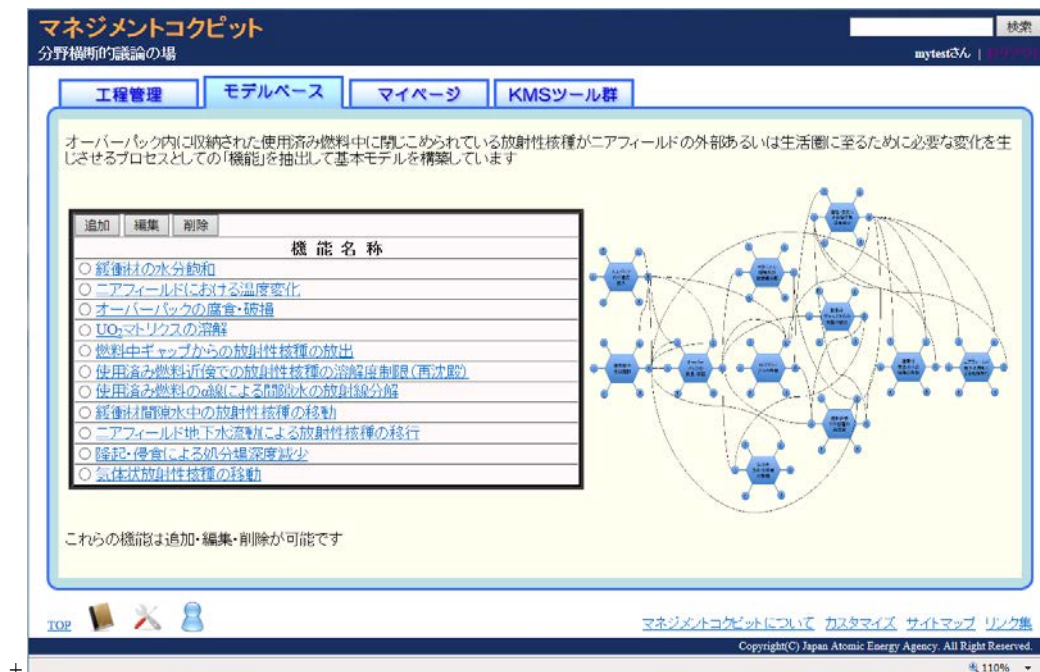 マネジメントコクピット
検索
分野横断的議論の場
mytestさん |
工程管理
モデルベース
マイページ
KMSツール群
オーバーパック内に収納された使用済み燃料中に閉じこめられている放射性核種がニアフィールドの外部あるいは生活圏に至るために必要な変化を生
じさせるプロセスとしての「機能」を抽出して基本モデルを構築しています
追加 編集 削除
機 能 名 称
緩衝材の水分飽和
ニアフィールドにおける温度変化
オーバーパックの腐食・破損
UO₂マトリクスの溶解
燃料中ギャップからの放射性核種の放出
使用済み燃料近傍での放射性核種の溶解度制限(再沈殿)
使用済み燃料のα線による間隙水の放射線分解
緩衝材間隙水中の放射性核種の移動
ニアフィールド地下水流動による放射性核種の移行
隆起・侵食による処分場深度減少
気体状放射性核種の移動
これらの機能は追加・編集・削除が可能です
TOP
マネジメントコクピットについて カスタマイズ サイトマップ リンク集
Copyright(C) Japan Atomic Energy Agency. All Right Reserved.
110%